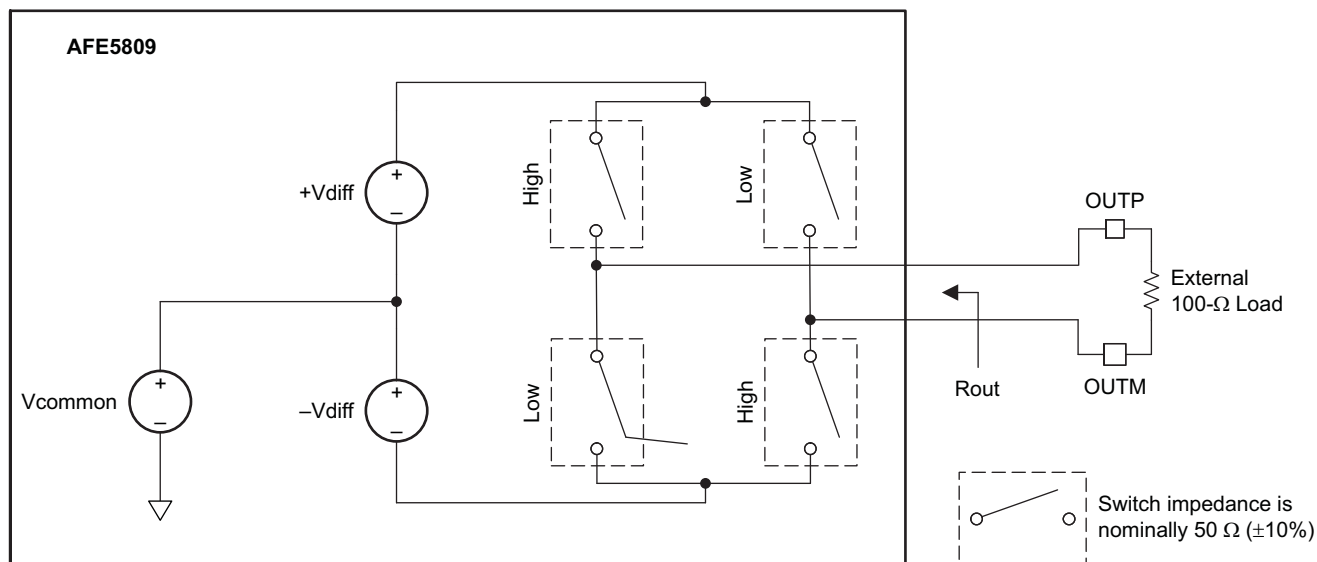 AFE5809
+Vdiff
High
Low
OUTP
External
100-Ω Load
Vcommon
–Vdiff
Low
High
Rout
OUTM
Switch impedance is
nominally 50 Ω (±10%)
+
–
+
–
+
–